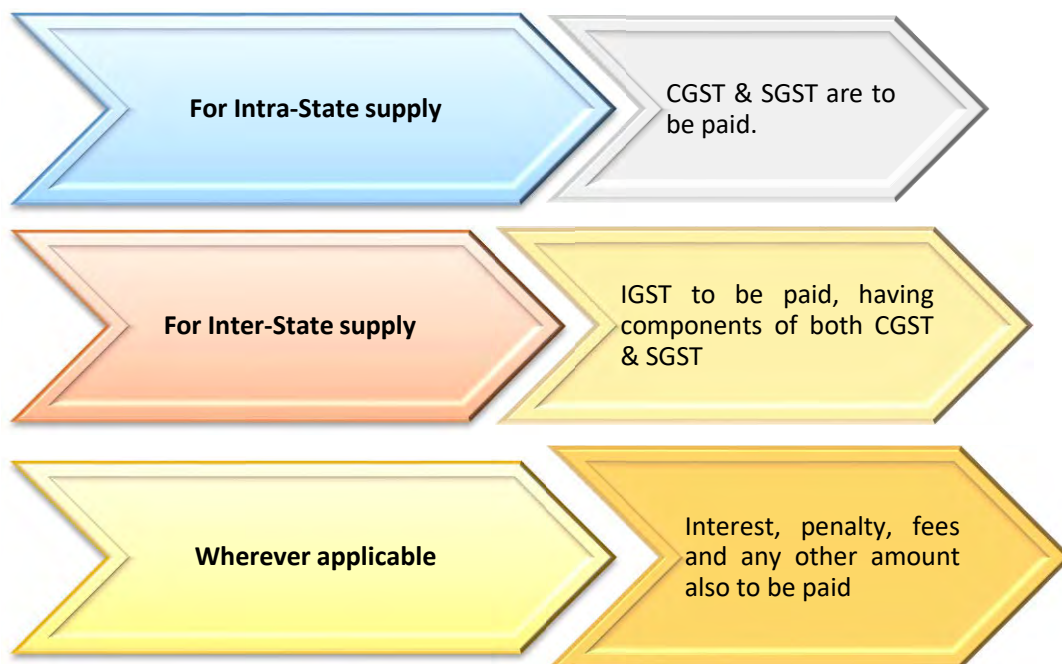 For Intra-State supply
CGST & SGST are to
be paid.
For Inter-State supply
IGST to be paid, having
components of both CGST
& SGST
Wherever applicable
Interest, penalty, fees
and any other amount
also to be paid